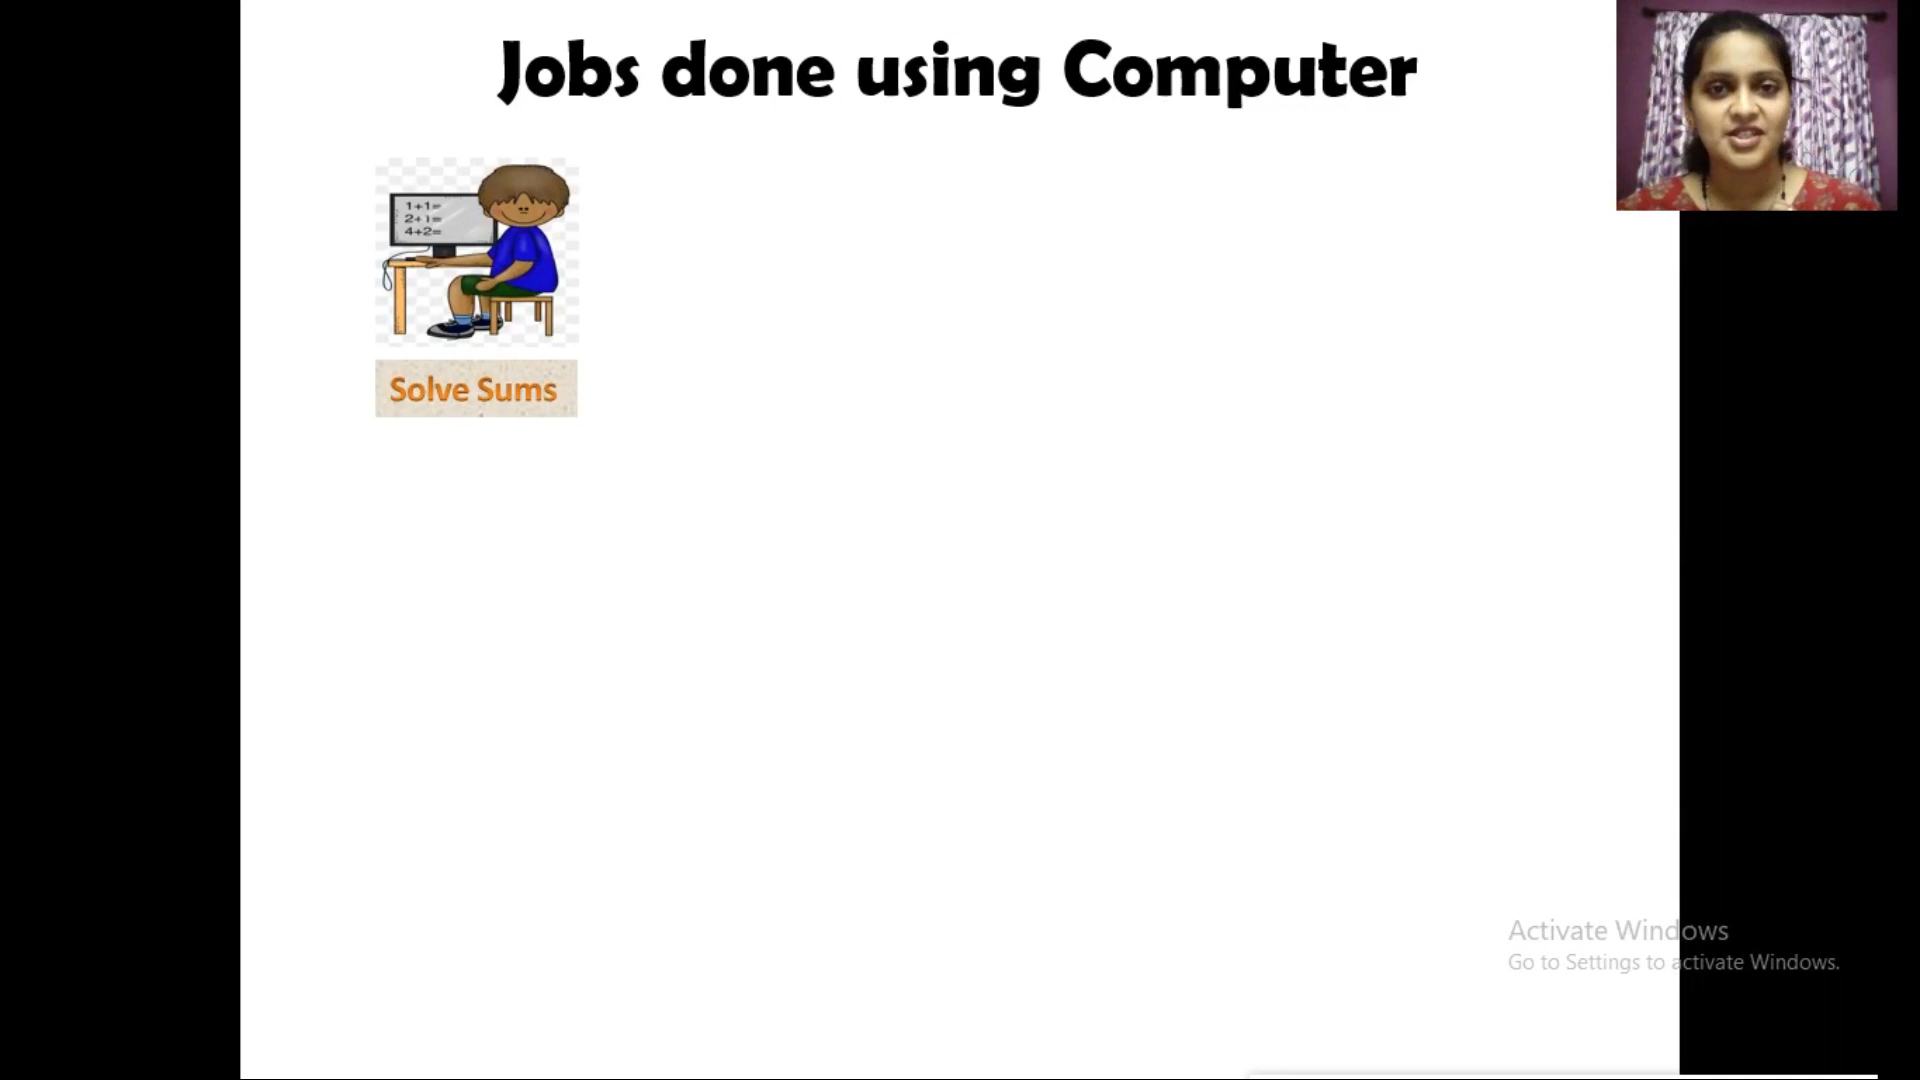 Jobs done using Computer
1+1=
2+1=
4+2=
Solve Sums
Activate Windows
Go to Settings to activate Windows.